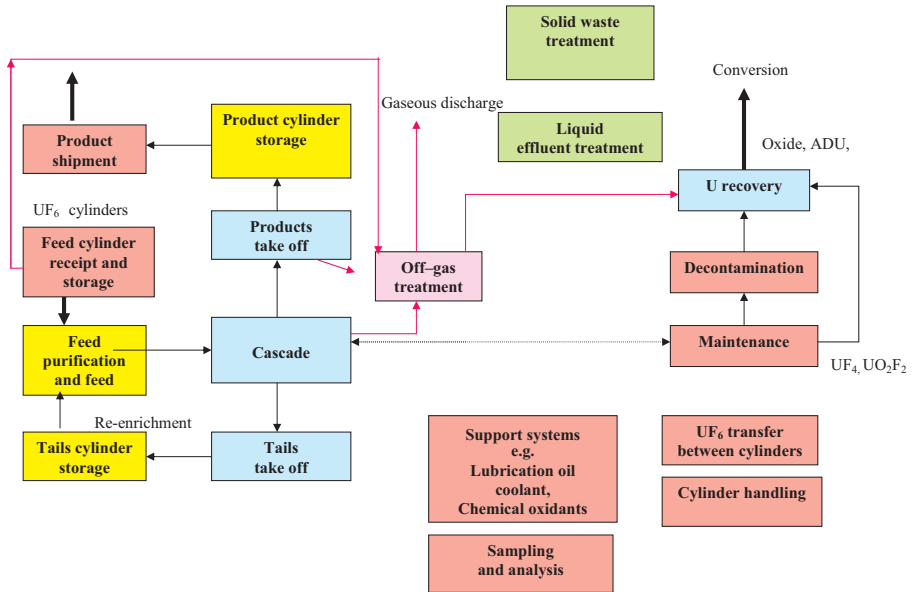 Solid waste
treatment
Conversion
Gaseous discharge
Product
shipment
Product cylinder
storage
Liquid
effluent treatment
Oxide, ADU,
U recovery
UF₆ cylinders
Feed cylinder
receipt and
storage
Products
take off
Off–gas
treatment
Decontamination
Feed
purification
and feed
Cascade
Maintenance
UF₄, UO₂F₂
Re-enrichment
Tails cylinder
storage
Tails
take off
Support systems
e.g.
Lubrication oil
coolant,
Chemical oxidants
UF₆ transfer
between cylinders
Cylinder handling
Sampling
and analysis